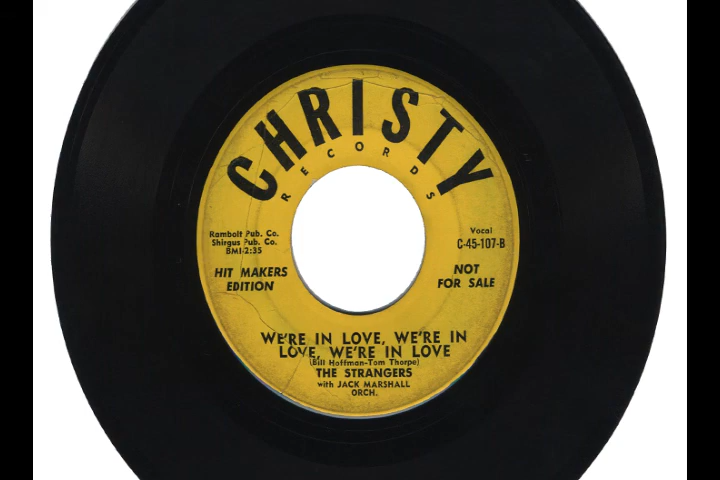 CHRISTY
RECORDS
Rambolt Pub. Co.
Shirgus Pub. Co.
BMI-2:35
Vocal
C-45-107-B
HIT MAKERS
EDITION
NOT
FOR SALE
WE'RE IN LOVE, WE'RE IN
LOVE, WE'RE IN LOVE
(Bill Hoffman-Tom Thorpe)
THE STRANGERS
with JACK MARSHALL
ORCH.